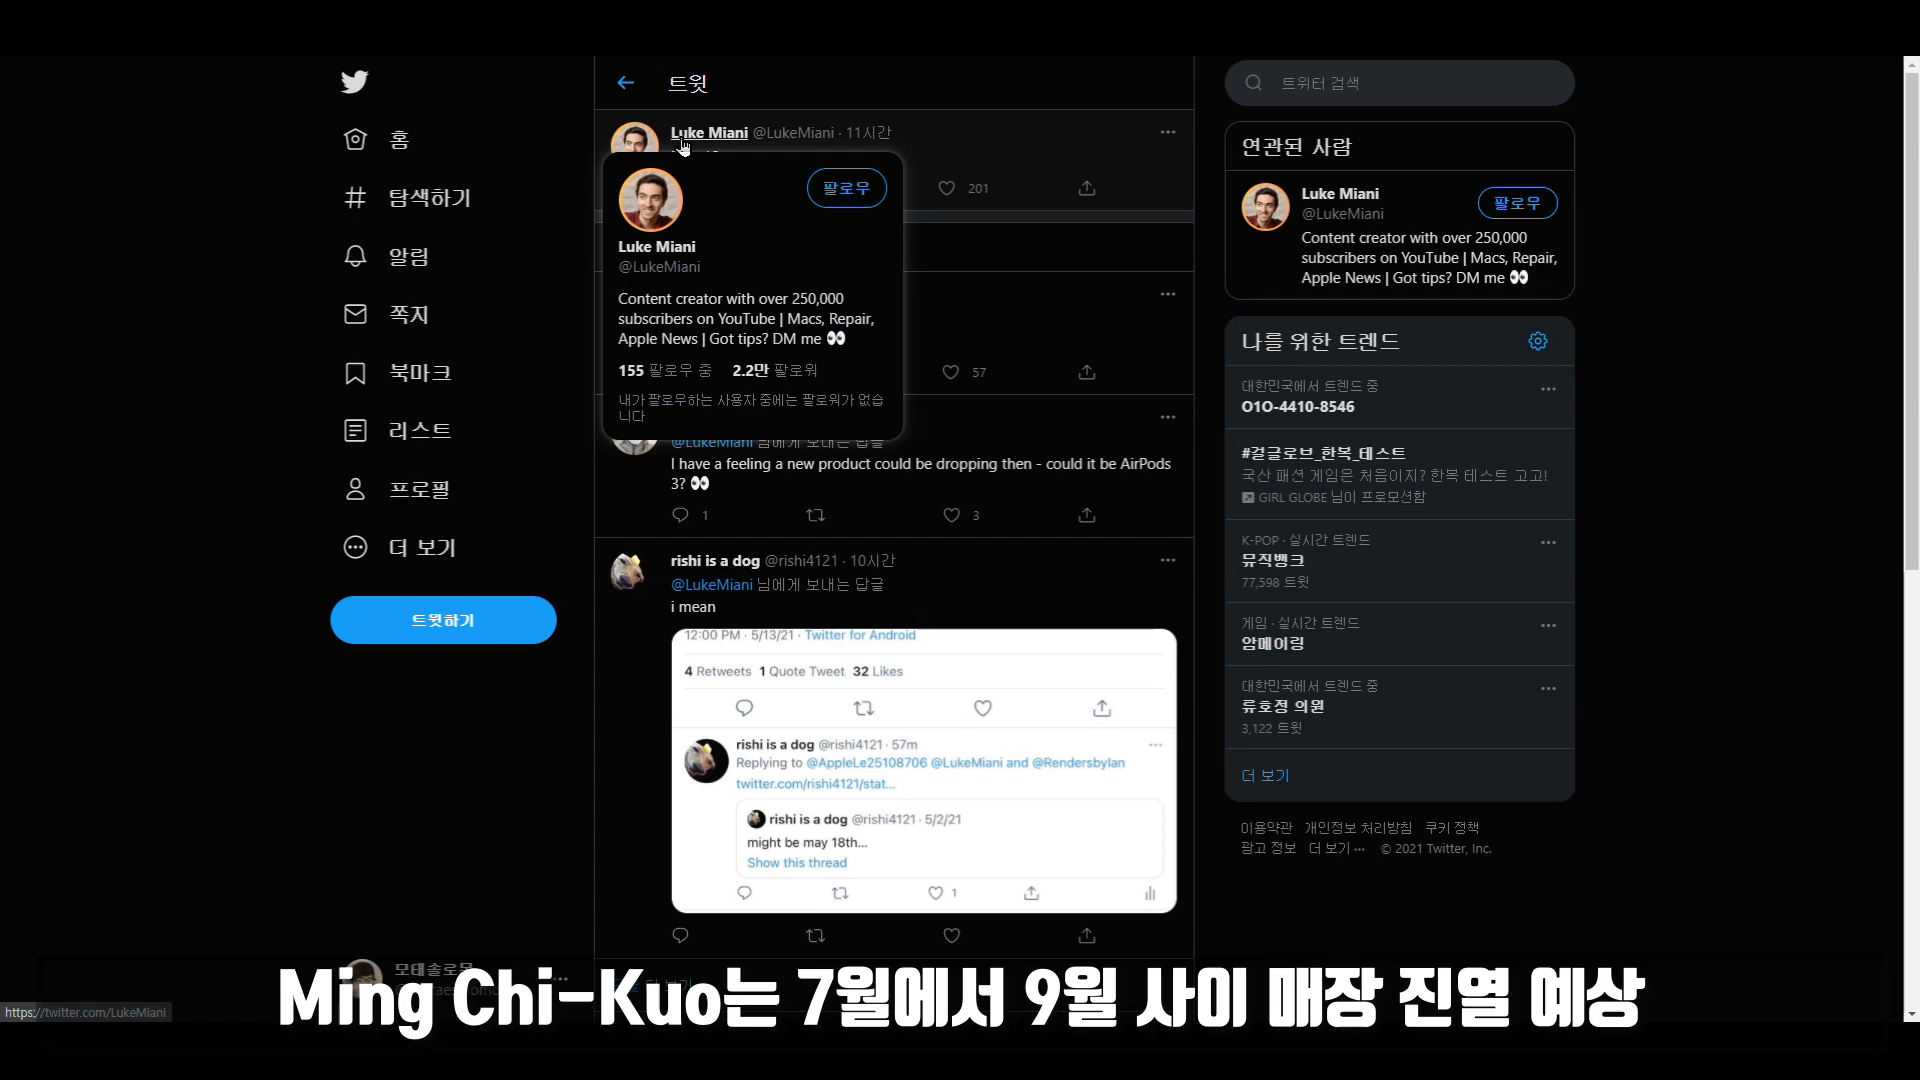 홈
탐색하기
알림
쪽지
북마크
리스트
프로필
더 보기
트윗하기
트윗
Luke Miani @LukeMiani · 11시간
201
팔로우
Luke Miani
@LukeMiani
Content creator with over 250,000
subscribers on YouTube | Macs, Repair,
Apple News | Got tips? DM me 👀
155 팔로우 중 2.2만 팔로워
내가 팔로우하는 사용자 중에는 팔로워가 없습
니다
57
@LukeMiani 님에게 보내는 답글
I have a feeling a new product could be dropping then - could it be AirPods
3? 👀
1 3
rishi is a dog @rishi4121 · 10시간
@LukeMiani 님에게 보내는 답글
i mean
12:00 PM · 5/13/21 · Twitter for Android
4 Retweets 1 Quote Tweet 32 Likes
rishi is a dog @rishi4121 · 57m
Replying to @AppleLe25108706 @LukeMiani and @RendersbyIan
twitter.com/rishi4121/stat...
rishi is a dog @rishi4121 · 5/2/21
might be may 18th...
Show this thread
1
트위터 검색
연관된 사람
Luke Miani
@LukeMiani
팔로우
Content creator with over 250,000
subscribers on YouTube | Macs, Repair,
Apple News | Got tips? DM me 👀
나를 위한 트렌드
대한민국에서 트렌드 중
O1O-4410-8546
#걸글로브_한복_테스트
국산 패션 게임은 처음이지? 한복 테스트 고고!
GIRL GLOBE 님이 프로모션함
K-POP · 실시간 트렌드
뮤직뱅크
77,598 트윗
게임 · 실시간 트렌드
암메이링
대한민국에서 트렌드 중
류호정 의원
3,122 트윗
더 보기
이용약관 개인정보 처리방침 쿠키 정책
광고 정보 더 보기 ··· © 2021 Twitter, Inc.
모태솔로
Ming Chi-Kuo는 7월에서 9월 사이 매장 진열 예상
https://twitter.com/LukeMiani